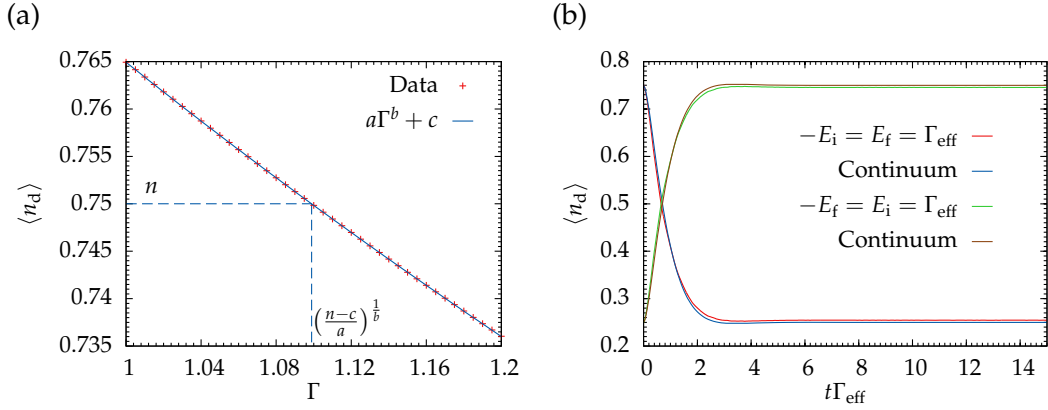 (a)
0.765
0.76
0.755
0.75
0.745
0.74
0.735
⟨n_d⟩
Data
aΓ^b + c
n
((n−c)/a)^(1/b)
1 1.04 1.08 1.12 1.16 1.2
Γ
(b)
0.8
0.7
0.6
0.5
0.4
0.3
0.2
⟨n_d⟩
−E_i = E_f = Γ_eff
Continuum
−E_f = E_i = Γ_eff
Continuum
0 2 4 6 8 10 12 14
tΓ_eff